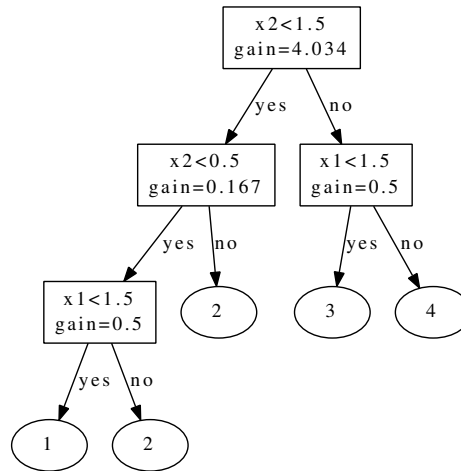 x2<1.5
gain=4.034
yes
no
x2<0.5
gain=0.167
x1<1.5
gain=0.5
yes
no
yes
no
x1<1.5
gain=0.5
2
3
4
yes
no
1
2